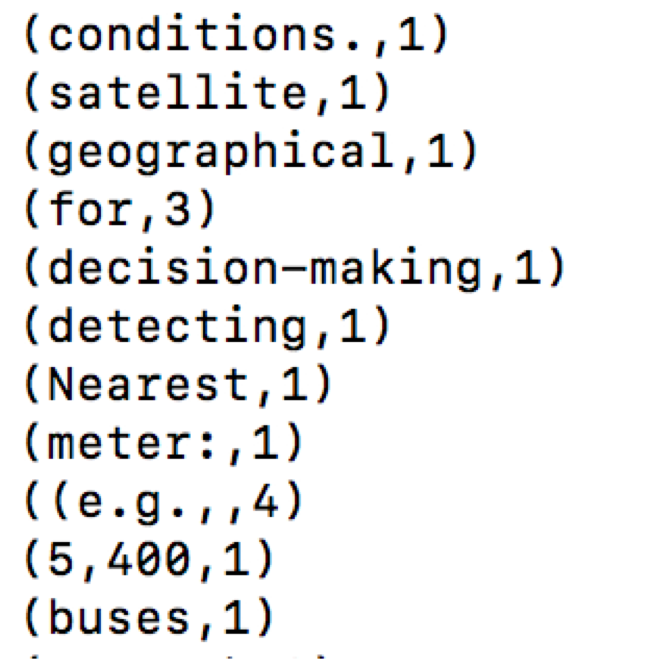 (conditions.,1)
(satellite,1)
(geographical,1)
(for,3)
(decision-making,1)
(detecting,1)
(Nearest,1)
(meter:,1)
((e.g.,,4)
(5,400,1)
(buses,1)